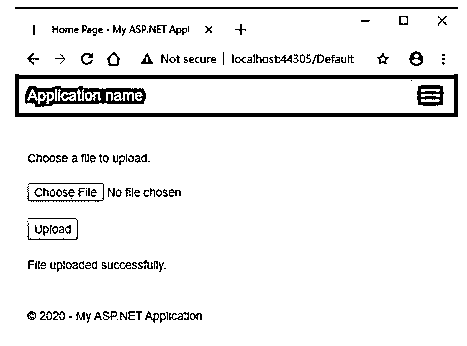 Home Page - My ASP.NET Appl
Not secure | localhost:44305/Default
Application name
Choose a file to upload.
Choose File No file chosen
Upload
File uploaded successfully.
© 2020 - My ASP.NET Application